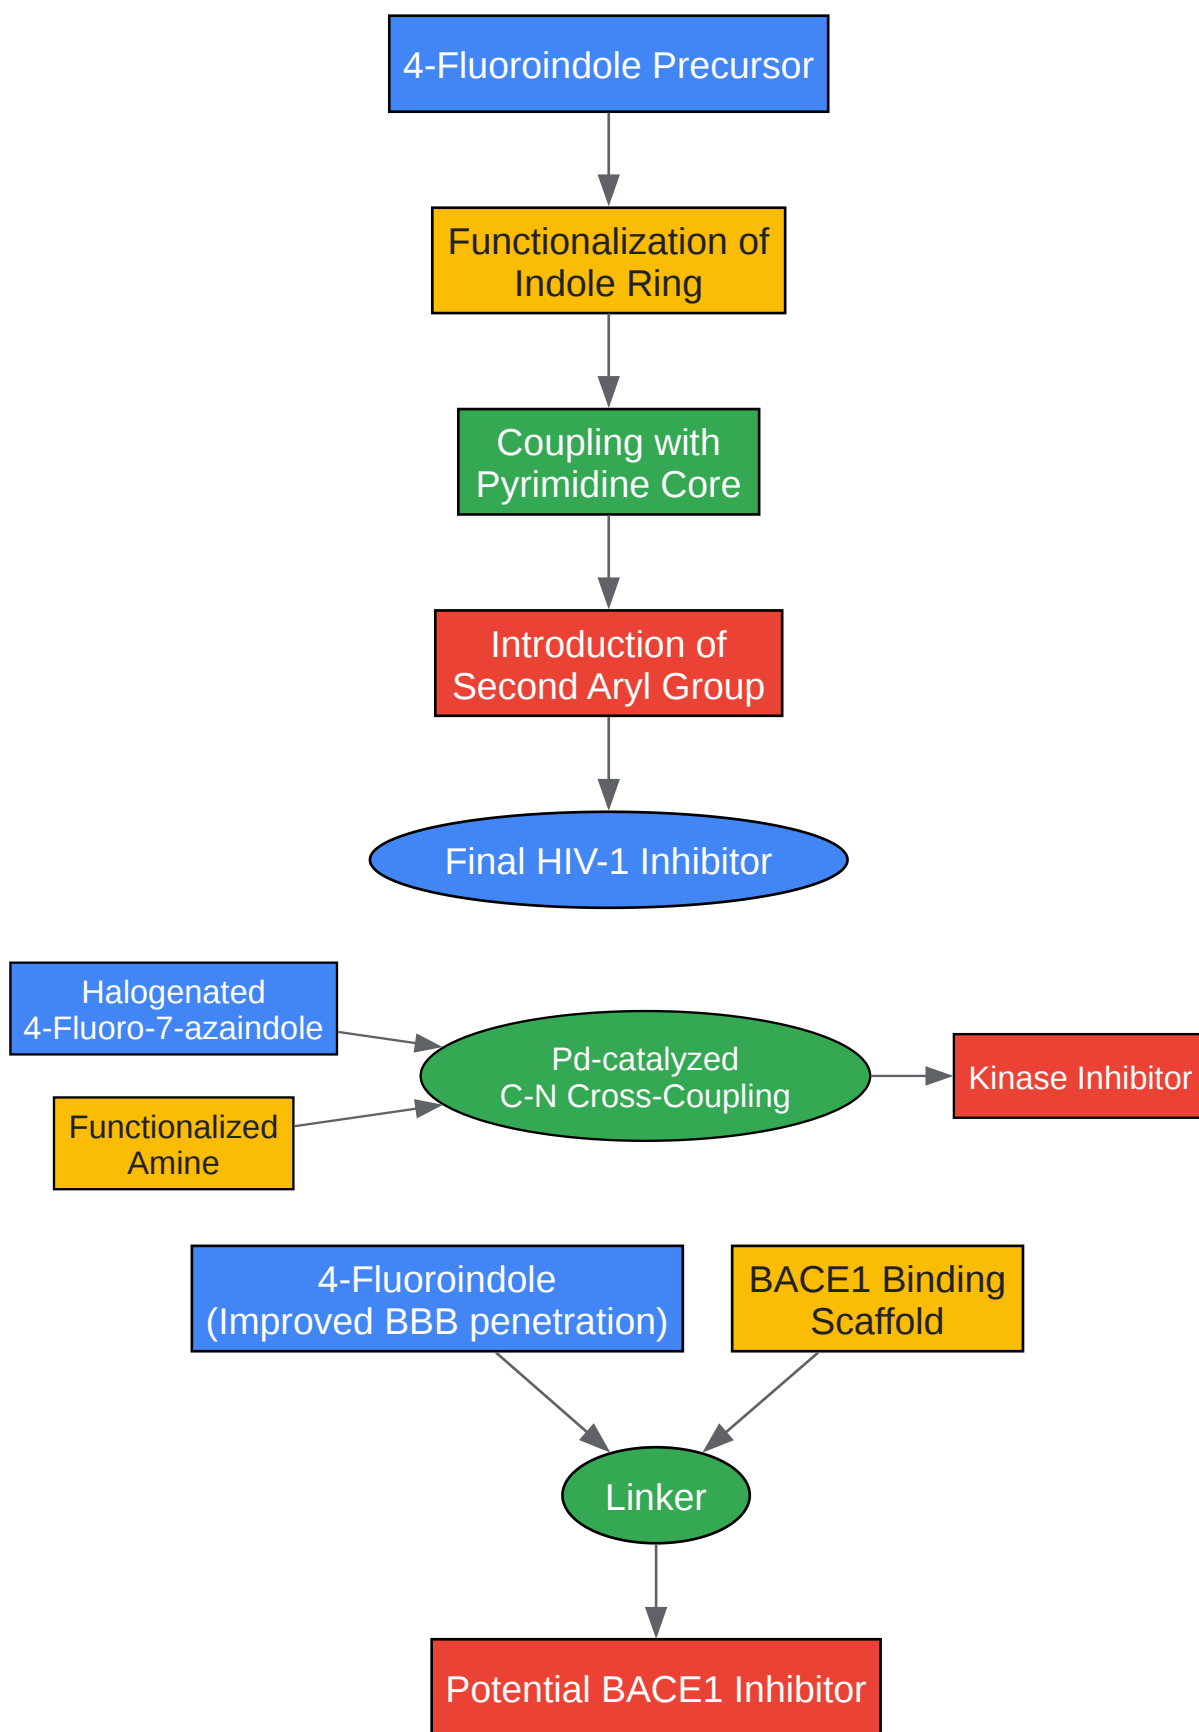 4-Fluoroindole Precursor
Functionalization of
Indole Ring
Coupling with
Pyrimidine Core
Introduction of
Second Aryl Group
Final HIV-1 Inhibitor
Halogenated
4-Fluoro-7-azaindole
Functionalized
Amine
Pd-catalyzed
C-N Cross-Coupling
Kinase Inhibitor
4-Fluoroindole
(Improved BBB penetration)
BACE1 Binding
Scaffold
Linker
Potential BACE1 Inhibitor